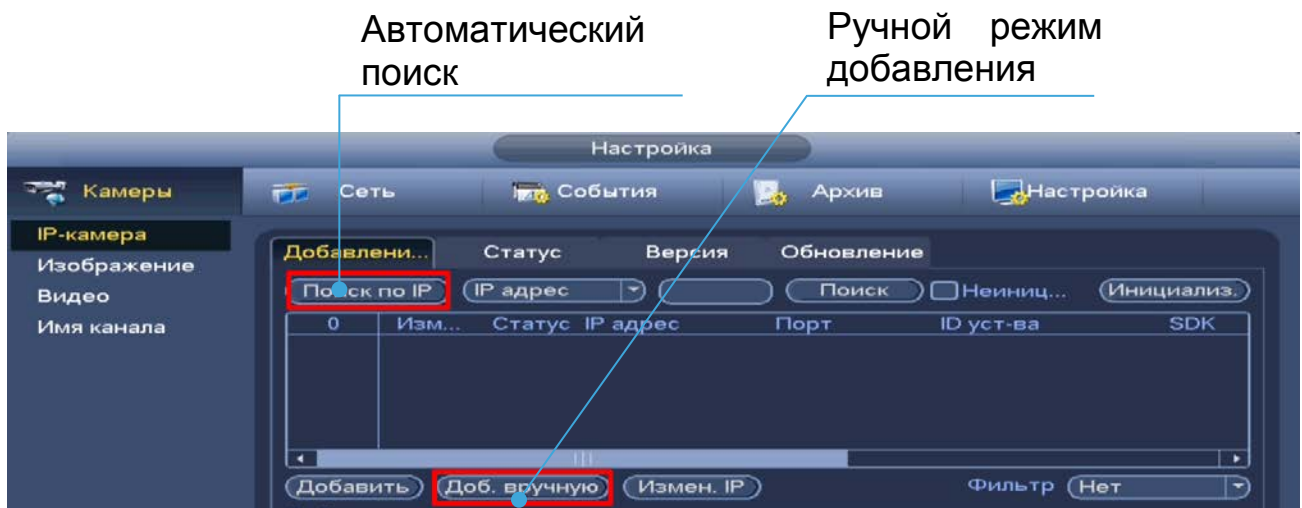 Автоматический
поиск
Ручной режим
добавления
Настройка
Камеры Сеть События Архив Настройка
IP-камера
Изображение
Видео
Имя канала
Добавлени... Статус Версия Обновление
Поиск по IP IP адрес Поиск Неиниц... Инициализ.
0 Изм... Статус IP адрес Порт ID уст-ва SDK
Добавить Доб. вручную Измен. IP Фильтр Нет